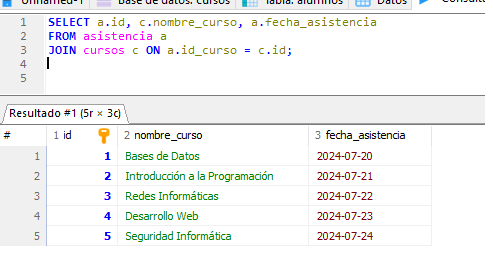 Unnamed-1
Base de datos: cursos
Tabla: alumnos
Datos
Consulta
1 SELECT a.id, c.nombre_curso, a.fecha_asistencia
2 FROM asistencia a
3 JOIN cursos c ON a.id_curso = c.id;
4
5
Resultado #1 (5r × 3c)
# 1 id 2 nombre_curso 3 fecha_asistencia
1 1 Bases de Datos 2024-07-20
2 2 Introducción a la Programación 2024-07-21
3 3 Redes Informáticas 2024-07-22
4 4 Desarrollo Web 2024-07-23
5 5 Seguridad Informática 2024-07-24